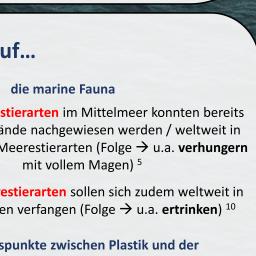 uf...
die marine Fauna
stierarten im Mittelmeer konnten bereits
ände nachgewiesen werden / weltweit in
Meerestierarten (Folge → u.a. verhungern
mit vollem Magen) 5
estierarten sollen sich zudem weltweit in
en verfangen (Folge → u.a. ertrinken) 10
spunkte zwischen Plastik und der